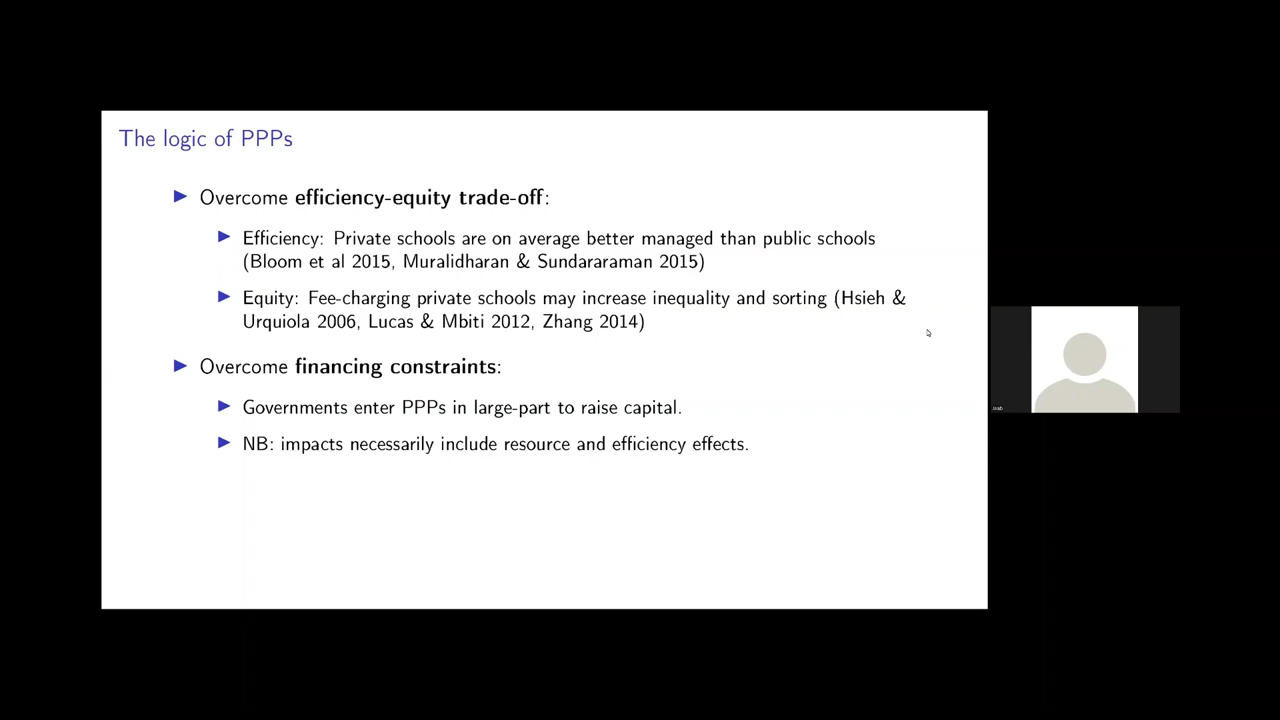 The logic of PPPs
▶ Overcome efficiency-equity trade-off:
▶ Efficiency: Private schools are on average better managed than public schools
(Bloom et al 2015, Muralidharan & Sundararaman 2015)
▶ Equity: Fee-charging private schools may increase inequality and sorting (Hsieh &
Urquiola 2006, Lucas & Mbiti 2012, Zhang 2014)
▶ Overcome financing constraints:
▶ Governments enter PPPs in large-part to raise capital.
▶ NB: impacts necessarily include resource and efficiency effects.